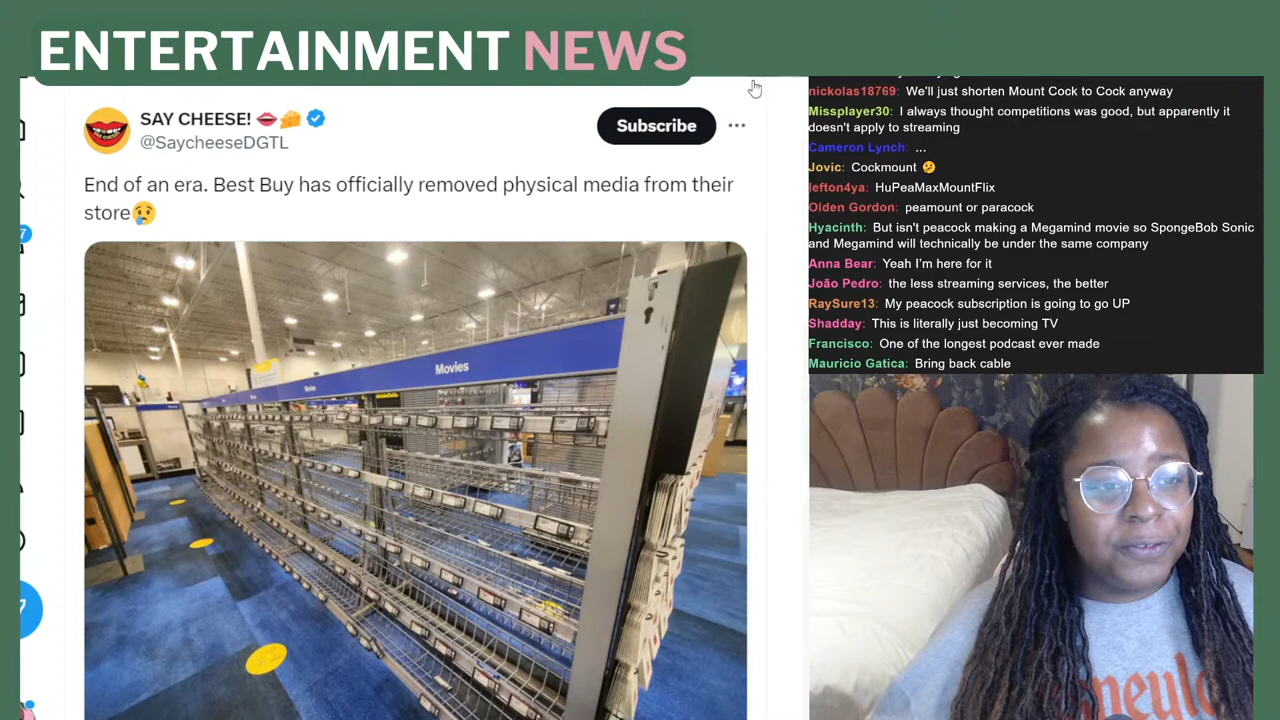 ENTERTAINMENT NEWS
SAY CHEESE! 👄🧀
@SaycheeseDGTL
Subscribe
End of an era. Best Buy has officially removed physical media from their
store😢
Movies
nickolas18769: We'll just shorten Mount Cock to Cock anyway
Missplayer30: I always thought competitions was good, but apparently it
doesn't apply to streaming
Cameron Lynch: ...
Jovic: Cockmount 🤔
lefton4ya: HuPeaMaxMountFlix
Olden Gordon: peamount or paracock
Hyacinth: But isn't peacock making a Megamind movie so SpongeBob Sonic
and Megamind will technically be under the same company
Anna Bear: Yeah I'm here for it
João Pedro: the less streaming services, the better
RaySure13: My peacock subscription is going to go UP
Shadday: This is literally just becoming TV
Francisco: One of the longest podcast ever made
Mauricio Gatica: Bring back cable